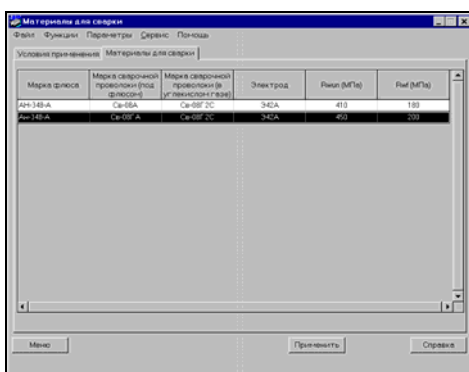 Материалы для сварки
Файл Функции Параметры Сервис Помощь
Условия применения Материалы для сварки
Марка флюса Марка сварочной проволоки (под флюсом) Марка сварочной проволоки (в углекислом газе) Электрод Rwun (МПа) Rwf (МПа)
АН-348-А Св-08А Св-08Г2С Э42А 410 180
Ан-348-А Св-08ГА Св-08Г2С Э42А 450 200
Меню Применить Справка